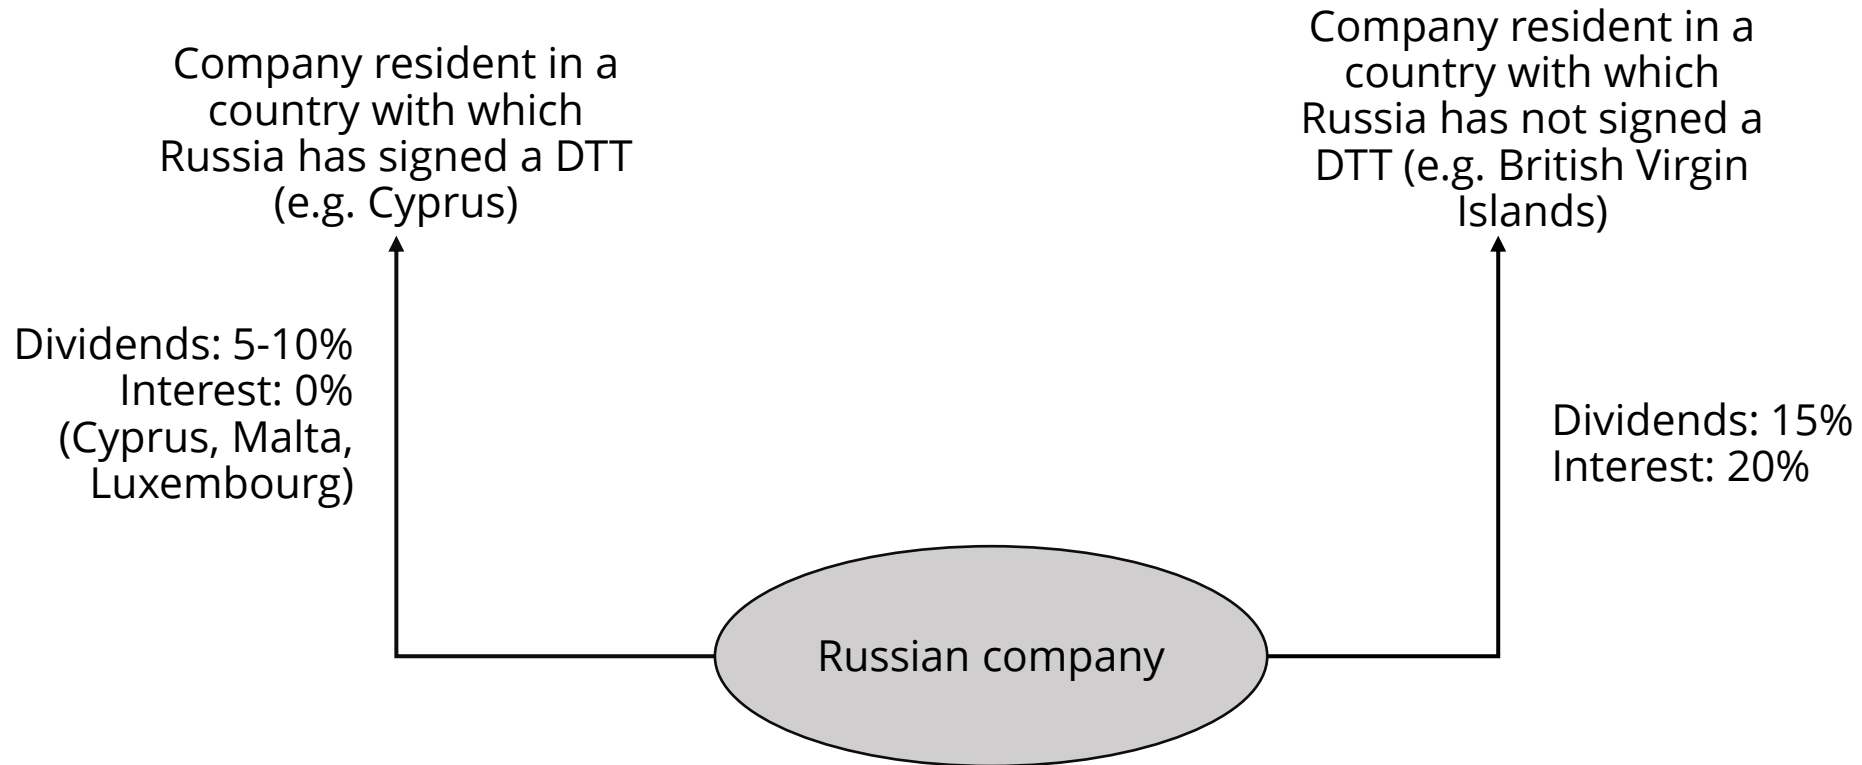 Company resident in a
country with which
Russia has signed a DTT
(e.g. Cyprus)
Company resident in a
country with which
Russia has not signed a
DTT (e.g. British Virgin
Islands)
Dividends: 5-10%
Interest: 0%
(Cyprus, Malta,
Luxembourg)
Dividends: 15%
Interest: 20%
Russian company